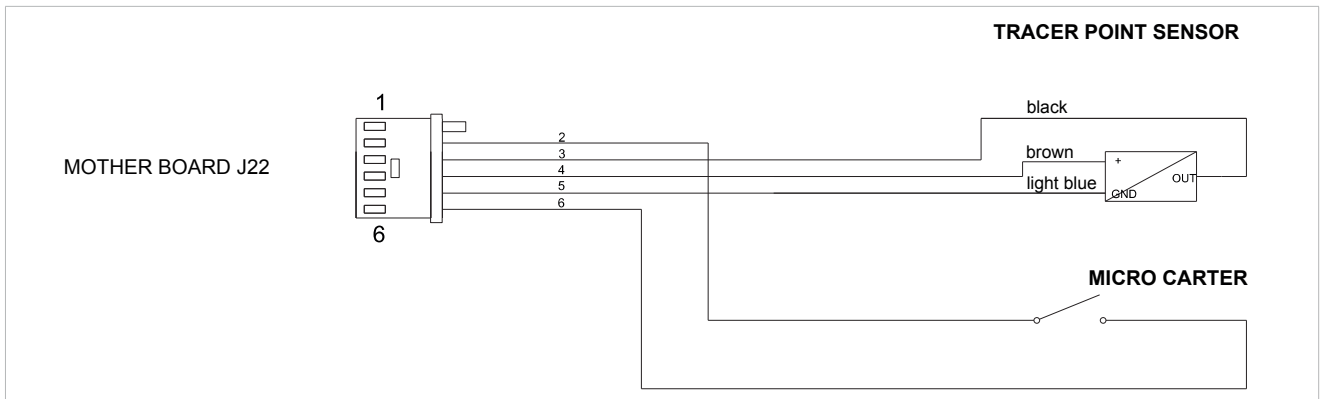 TRACER POINT SENSOR
1
black
2
3
MOTHER BOARD J22
brown
4
+
OUT
5
light blue
GND
6
6
MICRO CARTER